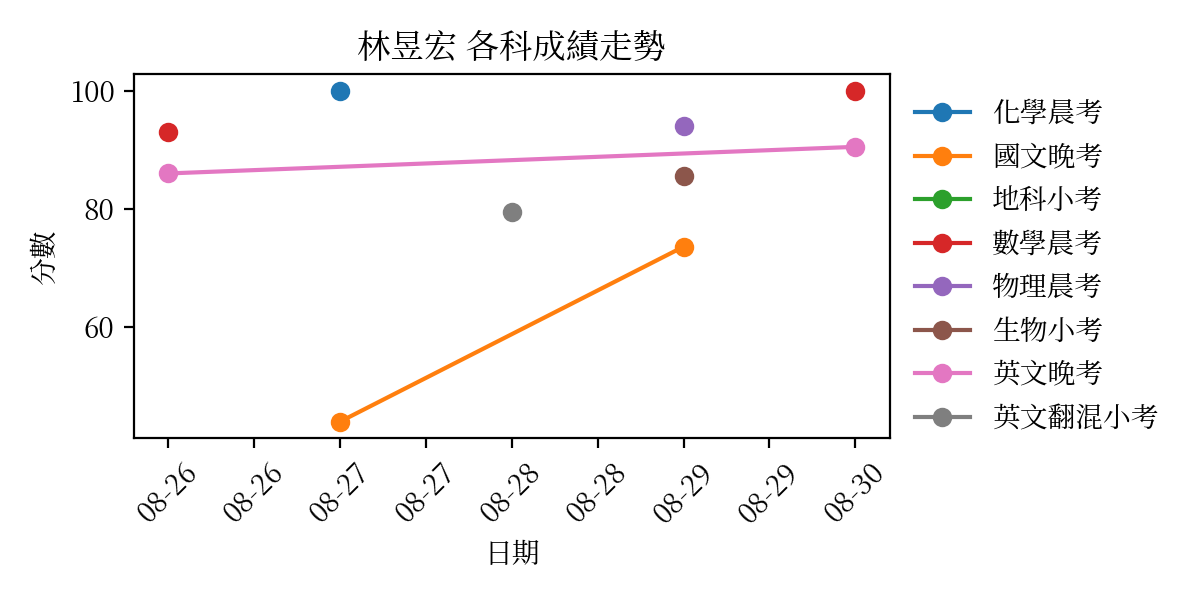 林昱宏 各科成績走勢
分數
100
80
60
08-26
08-26
08-27
08-27
08-28
08-28
08-29
08-29
08-30
日期
化學晨考
國文晚考
地科小考
數學晨考
物理晨考
生物小考
英文晚考
英文翻混小考